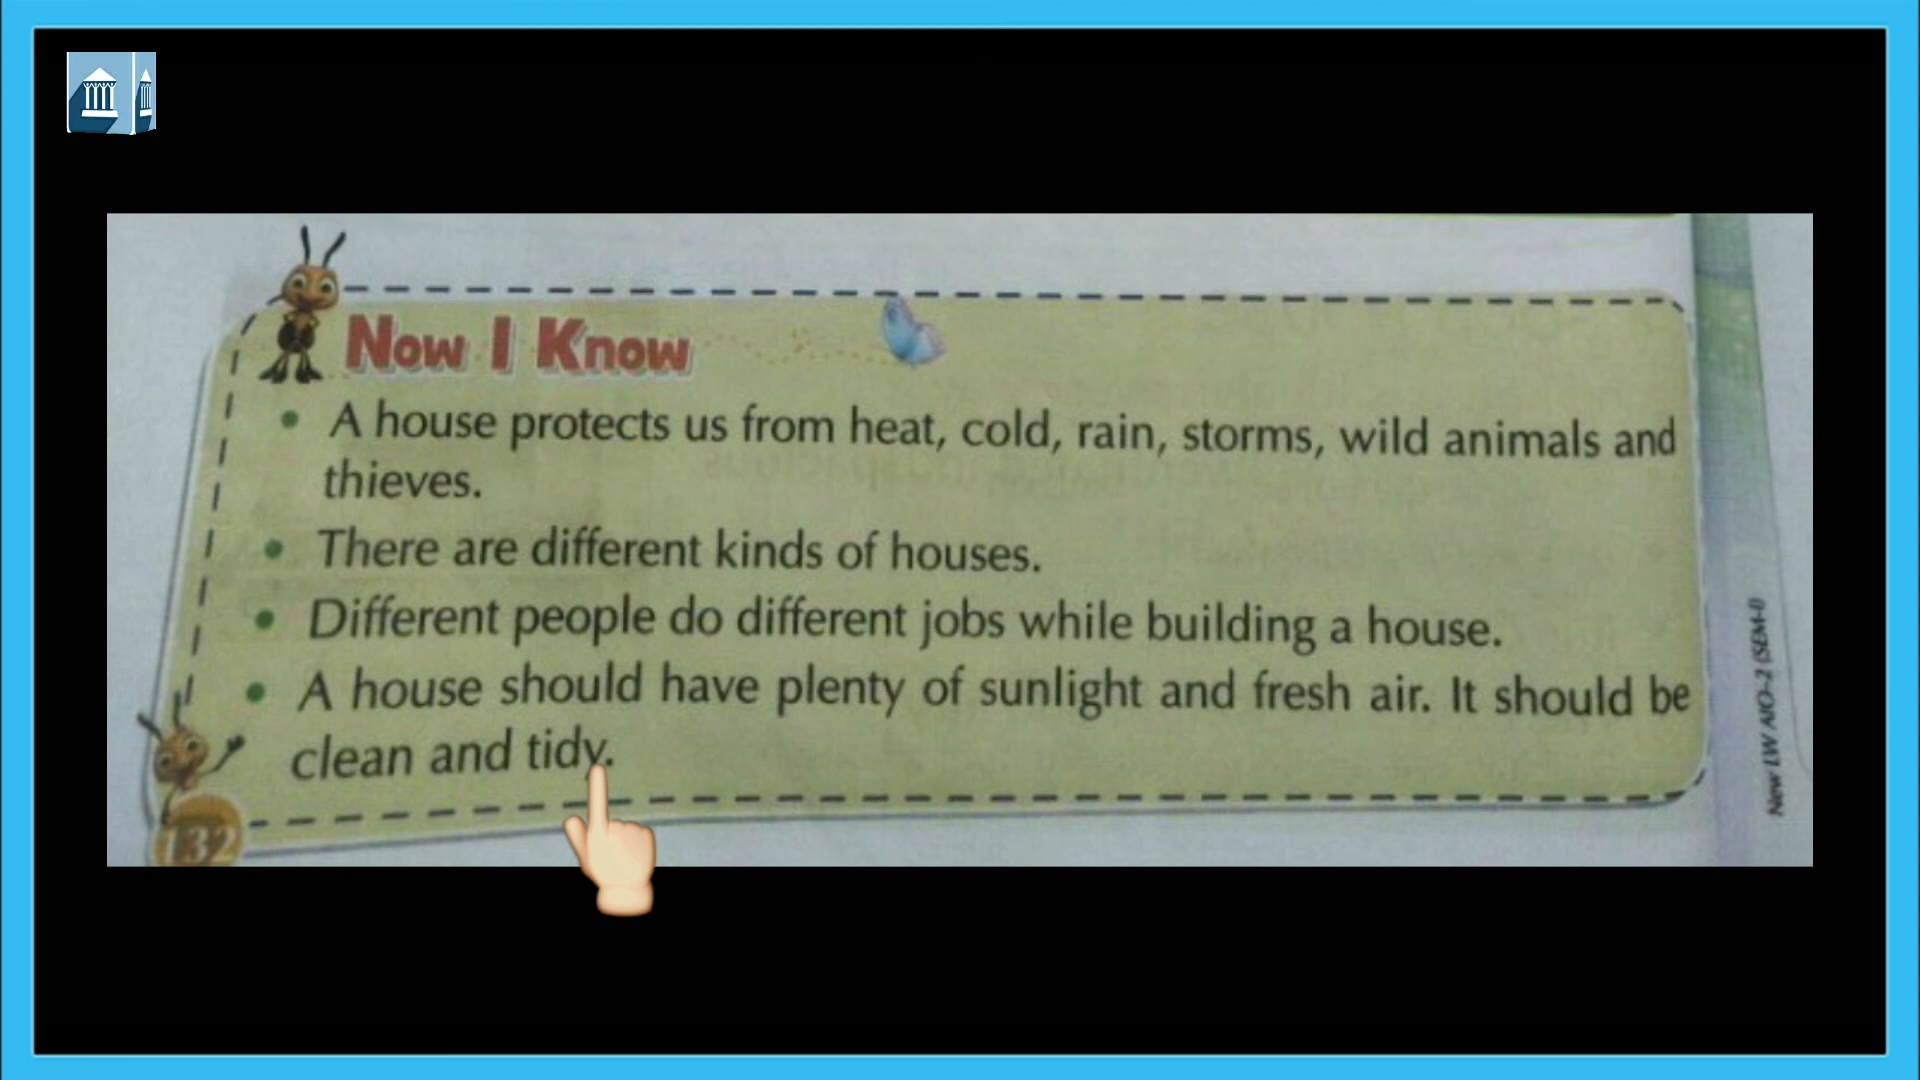 Now I Know
• A house protects us from heat, cold, rain, storms, wild animals and
thieves.
• There are different kinds of houses.
• Different people do different jobs while building a house.
• A house should have plenty of sunlight and fresh air. It should be
clean and tidy.
132
New LW AIO-2 (SEM-I)